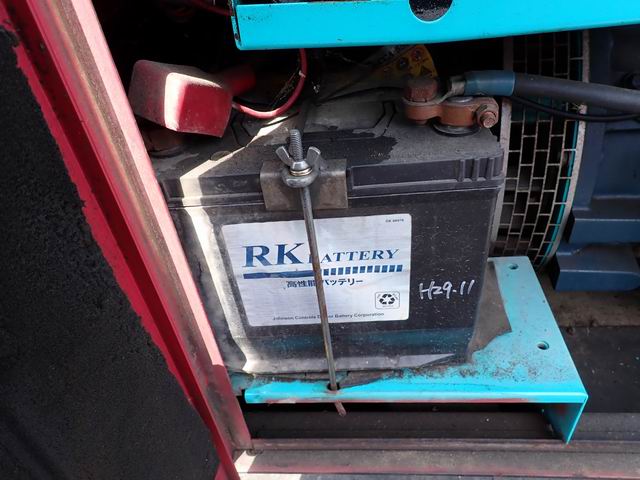 RK BATTERY
高性能バッテリー
H29.11
Johnson Controls Delkor Battery Corporation